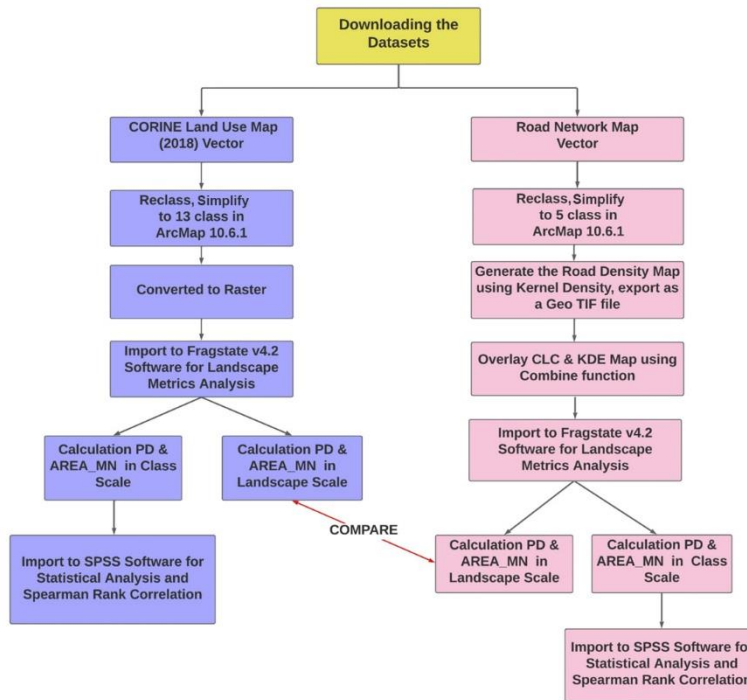 Downloading the
Datasets
CORINE Land Use Map
(2018) Vector
Road Network Map
Vector
Reclass, Simplify
to 13 class in
ArcMap 10.6.1
Reclass, Simplify
to 5 class in
ArcMap 10.6.1
Converted to Raster
Generate the Road Density Map
using Kernel Density, export as
a Geo TIF file
Import to Fragstate v4.2
Software for Landscape
Metrics Analysis
Overlay CLC & KDE Map using
Combine function
Calculation PD &
AREA_MN in Class
Scale
Calculation PD &
AREA_MN in
Landscape Scale
Import to Fragstate v4.2
Software for Landscape
Metrics Analysis
COMPARE
Import to SPSS Software for
Statistical Analysis and
Spearman Rank Correlation
Calculation PD &
AREA_MN in
Landscape Scale
Calculation PD &
AREA_MN in Class
Scale
Import to SPSS Software fo
Statistical Analysis and
Spearman Rank Correlation